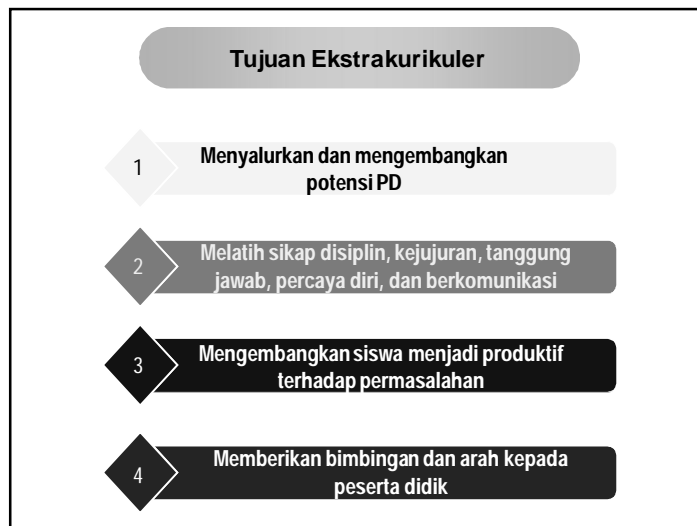 Tujuan Ekstrakurikuler
1
Menyalurkan dan mengembangkan
potensi PD
2
Melatih sikap disiplin, kejujuran, tanggung
jawab, percaya diri, dan berkomunikasi
3
Mengembangkan siswa menjadi produktif
terhadap permasalahan
4
Memberikan bimbingan dan arah kepada
peserta didik